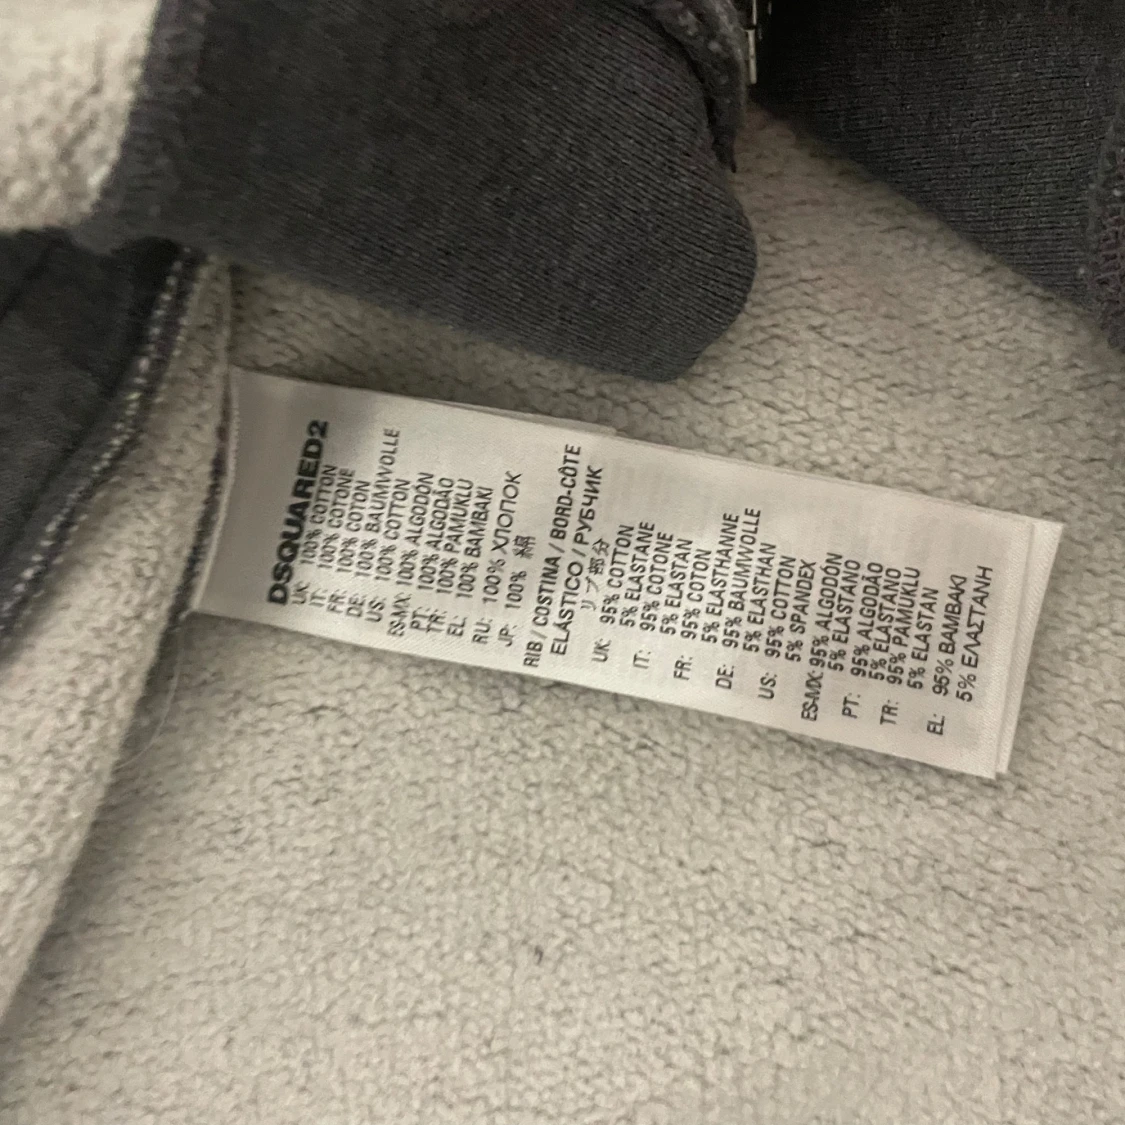 DSQUARED2
UK: 100% COTTON
IT: 100% COTONE
FR: 100% COTON
DE: 100% BAUMWOLLE
US: 100% COTTON
ES-MX: 100% ALGODÓN
PT: 100% ALGODÃO
TR: 100% PAMUKLU
EL: 100% BAMBAKI
RU: 100% ХЛОПОК
JP: 100% 綿
RIB / COSTINA / BORD-CÔTE
ELÁSTICO / РУБЧИК
リブ部分
UK: 95% COTTON
5% ELASTANE
IT: 95% COTONE
5% ELASTAN
FR: 95% COTON
5% ELASTHANNE
DE: 95% BAUMWOLLE
5% ELASTHAN
US: 95% COTTON
5% SPANDEX
ES-MX: 95% ALGODÓN
5% ELASTANO
PT: 95% ALGODÃO
5% ELASTANO
TR: 95% PAMUKLU
5% ELASTAN
EL: 95% BAMBAKI
5% ΕΛΑΣΤΑΝΗ